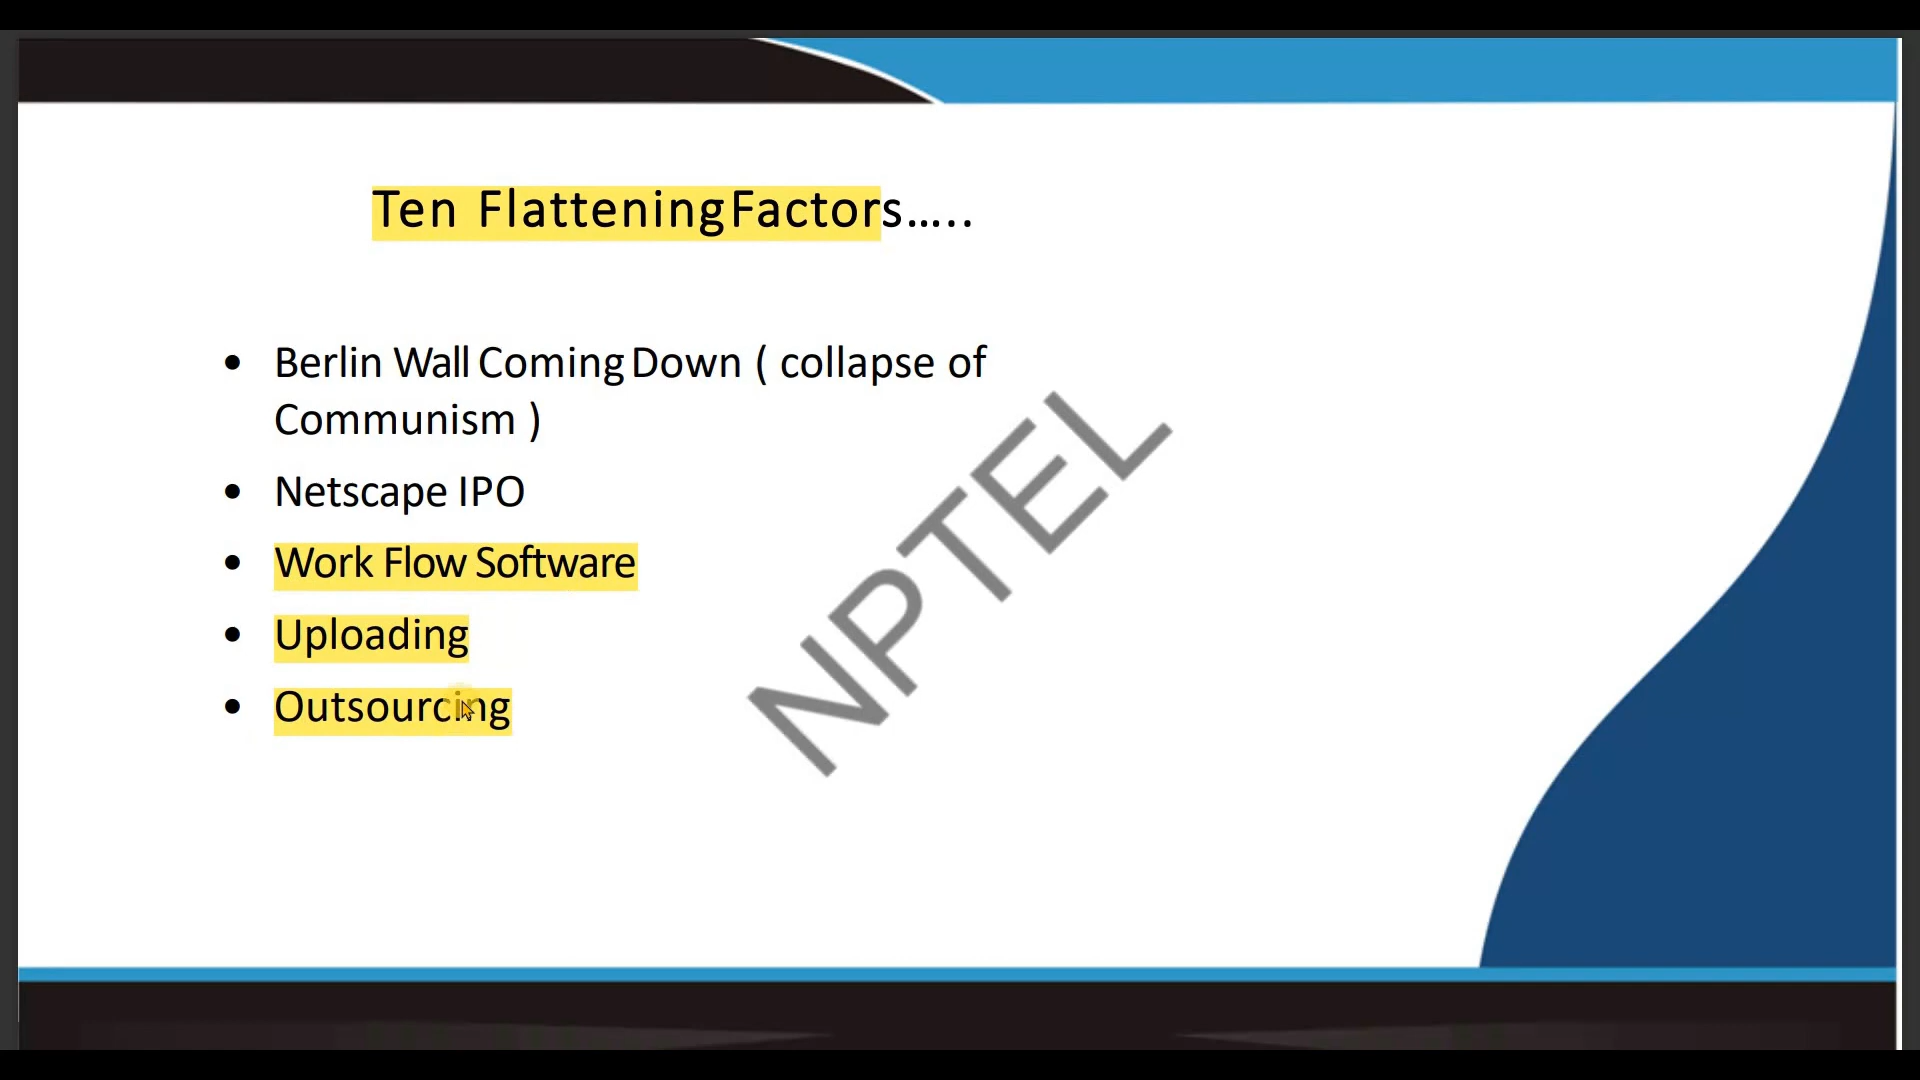 Ten Flattening Factors…..
• Berlin Wall Coming Down ( collapse of
Communism )
• Netscape IPO
• Work Flow Software
• Uploading
• Outsourcing
NPTEL